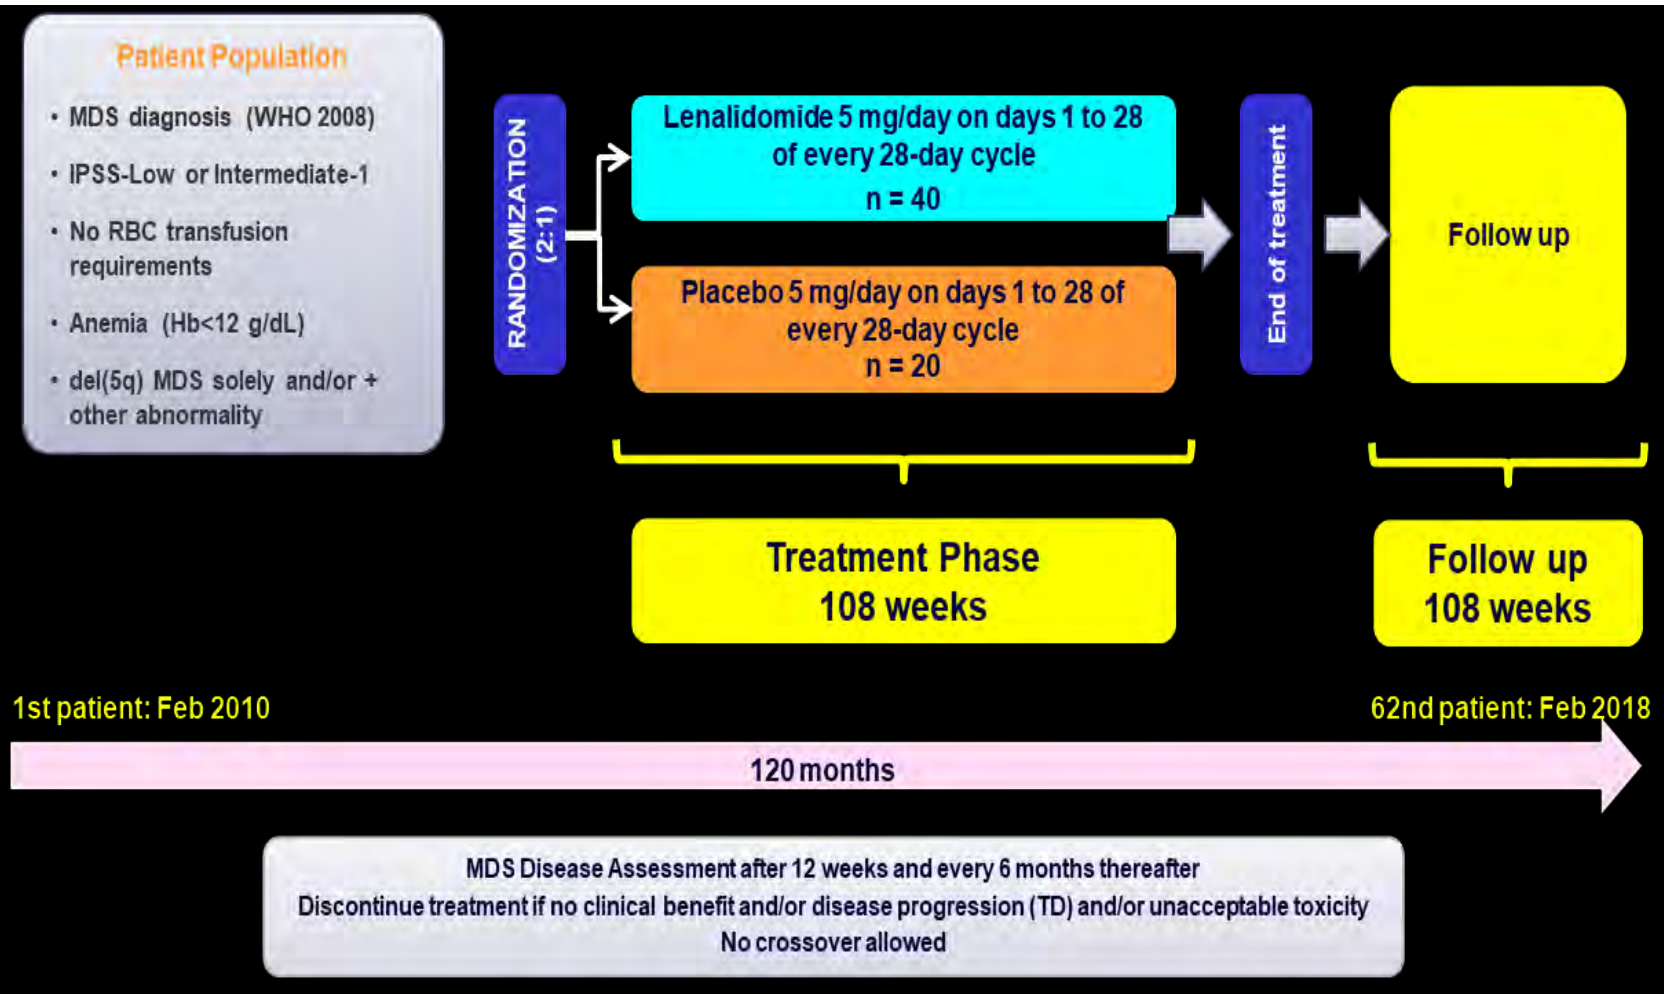 Patient Population
• MDS diagnosis (WHO 2008)
• IPSS-Low or Intermediate-1
• No RBC transfusion
requirements
• Anemia (Hb<12 g/dL)
• del(5q) MDS solely and/or +
other abnormality
RANDOMIZATION
(2:1)
Lenalidomide 5 mg/day on days 1 to 28
of every 28-day cycle
n = 40
Placebo 5 mg/day on days 1 to 28 of
every 28-day cycle
n = 20
End of treatment
Follow up
Treatment Phase
108 weeks
Follow up
108 weeks
1st patient: Feb 2010
62nd patient: Feb 2018
120 months
MDS Disease Assessment after 12 weeks and every 6 months thereafter
Discontinue treatment if no clinical benefit and/or disease progression (TD) and/or unacceptable toxicity
No crossover allowed